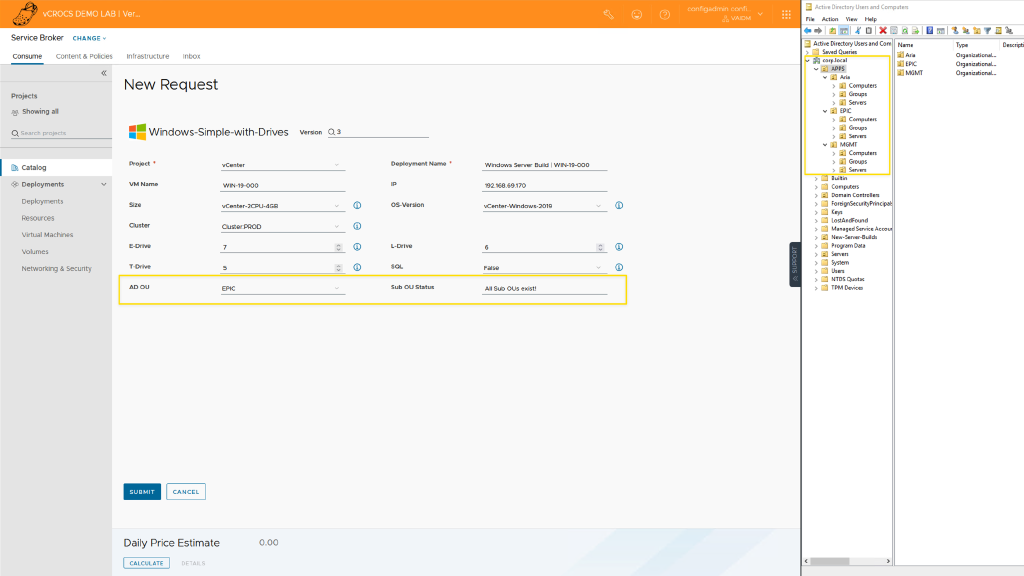 vCROCS DEMO LAB | Ver...
configadmin confi...
VAIDM
Service Broker CHANGE
Consume Content & Policies Infrastructure Inbox
Projects
Showing all
Search projects
Catalog
Deployments
Deployments
Resources
Virtual Machines
Volumes
Networking & Security
New Request
Windows-Simple-with-Drives Version 3
Project * vCenter Deployment Name * Windows Server Build | WIN-19-000
VM Name WIN-19-000 IP 192.168.69.170
Size vCenter-2CPU-4GB OS-Version vCenter-Windows-2019
Cluster Cluster:PROD
E-Drive 7 L-Drive 6
T-Drive 5 SQL False
AD OU EPIC Sub OU Status All Sub OUs exist!
SUBMIT CANCEL
Daily Price Estimate 0.00
CALCULATE DETAILS
SUPPORT
Active Directory Users and Computers
File Action View Help
Active Directory Users and Com
Saved Queries
corp.local
APPS
Aria
Computers
Groups
Servers
EPIC
Computers
Groups
Servers
MGMT
Computers
Groups
Servers
Builtin
Computers
Domain Controllers
ForeignSecurityPrincipals
Keys
LostAndFound
Managed Service Accoun
New-Server-Builds
Program Data
Servers
System
Users
NTDS Quotas
TPM Devices
Name Type Descripti
Aria Organizational...
EPIC Organizational...
MGMT Organizational...